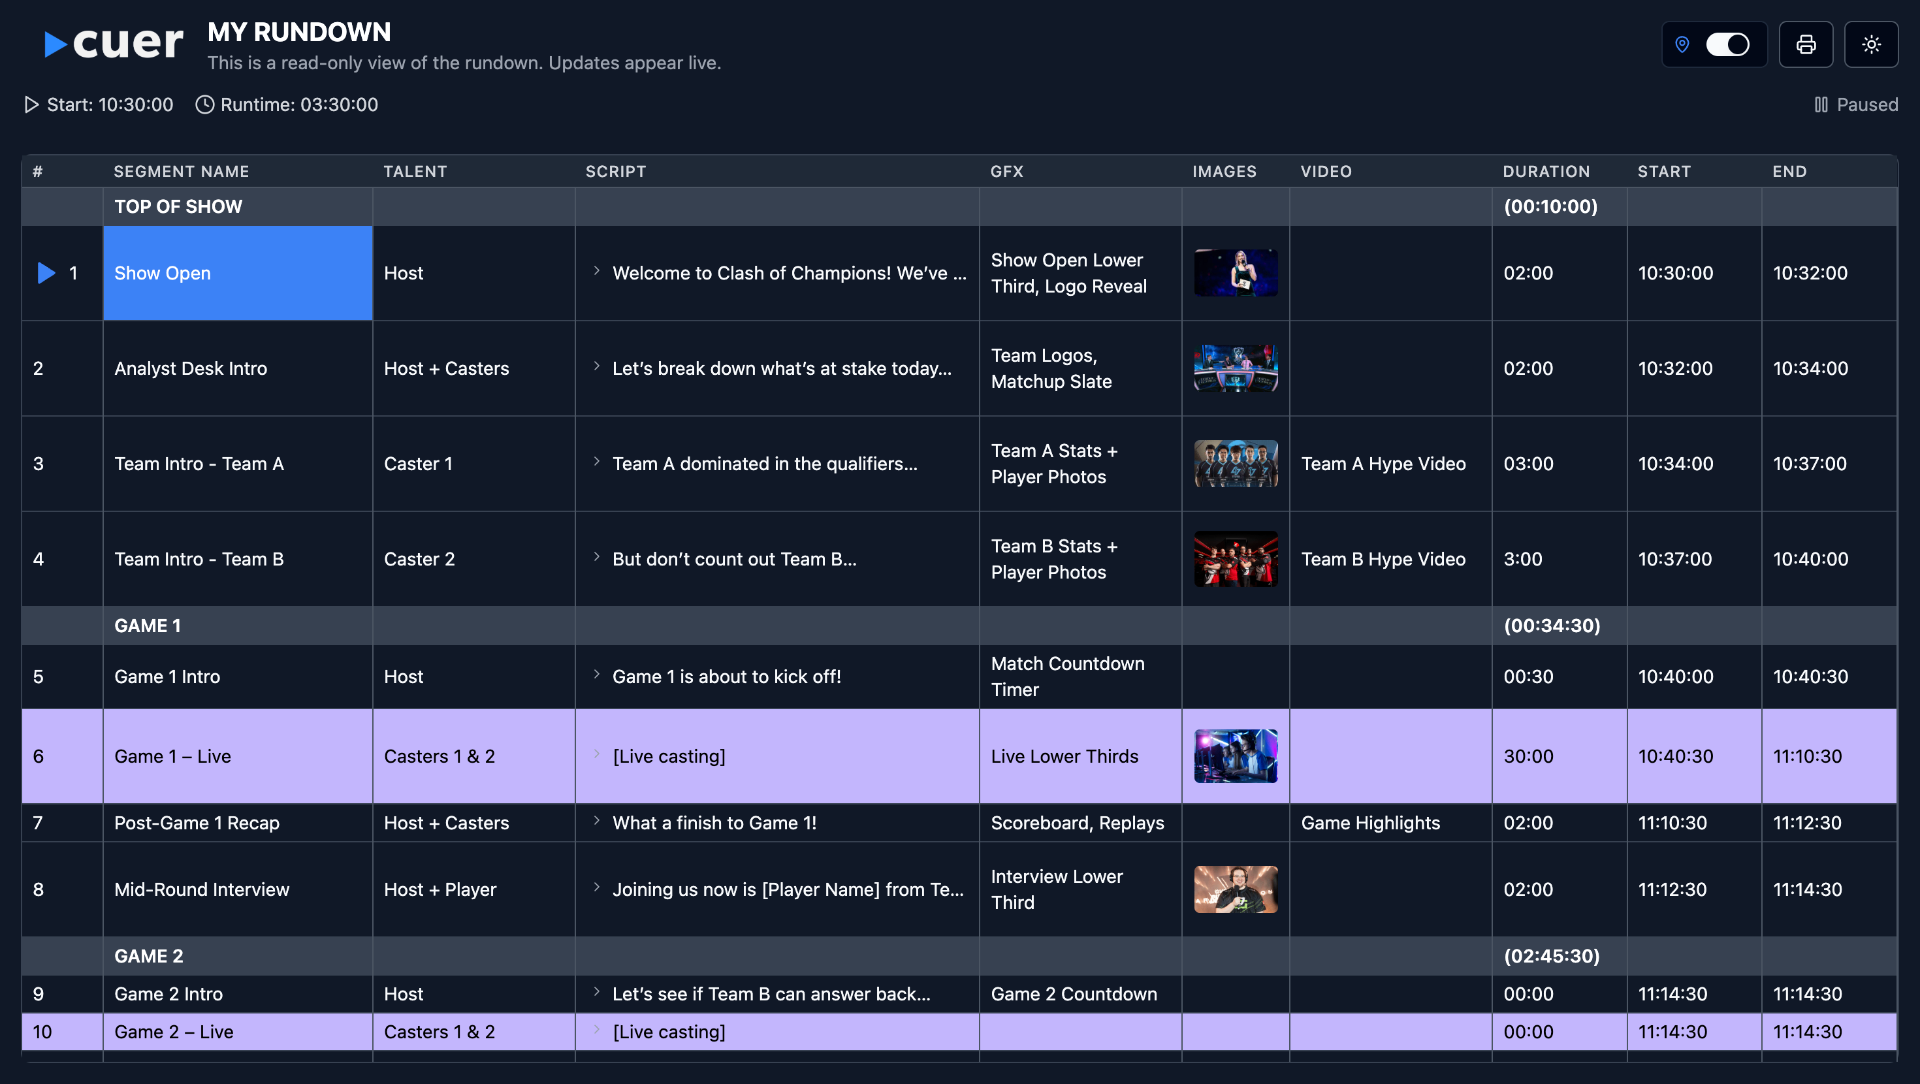 cuer
MY RUNDOWN
This is a read-only view of the rundown. Updates appear live.
Start: 10:30:00 Runtime: 03:30:00 Paused
# SEGMENT NAME TALENT SCRIPT GFX IMAGES VIDEO DURATION START END
TOP OF SHOW (00:10:00)
1 Show Open Host Welcome to Clash of Champions! We’ve ... Show Open Lower Third, Logo Reveal 02:00 10:30:00 10:32:00
2 Analyst Desk Intro Host + Casters Let’s break down what’s at stake today... Team Logos, Matchup Slate 02:00 10:32:00 10:34:00
3 Team Intro - Team A Caster 1 Team A dominated in the qualifiers... Team A Stats + Player Photos Team A Hype Video 03:00 10:34:00 10:37:00
4 Team Intro - Team B Caster 2 But don’t count out Team B... Team B Stats + Player Photos Team B Hype Video 3:00 10:37:00 10:40:00
GAME 1 (00:34:30)
5 Game 1 Intro Host Game 1 is about to kick off! Match Countdown Timer 00:30 10:40:00 10:40:30
6 Game 1 – Live Casters 1 & 2 [Live casting] Live Lower Thirds 30:00 10:40:30 11:10:30
7 Post-Game 1 Recap Host + Casters What a finish to Game 1! Scoreboard, Replays Game Highlights 02:00 11:10:30 11:12:30
8 Mid-Round Interview Host + Player Joining us now is [Player Name] from Te... Interview Lower Third 02:00 11:12:30 11:14:30
GAME 2 (02:45:30)
9 Game 2 Intro Host Let’s see if Team B can answer back... Game 2 Countdown 00:00 11:14:30 11:14:30
10 Game 2 – Live Casters 1 & 2 [Live casting] 00:00 11:14:30 11:14:30